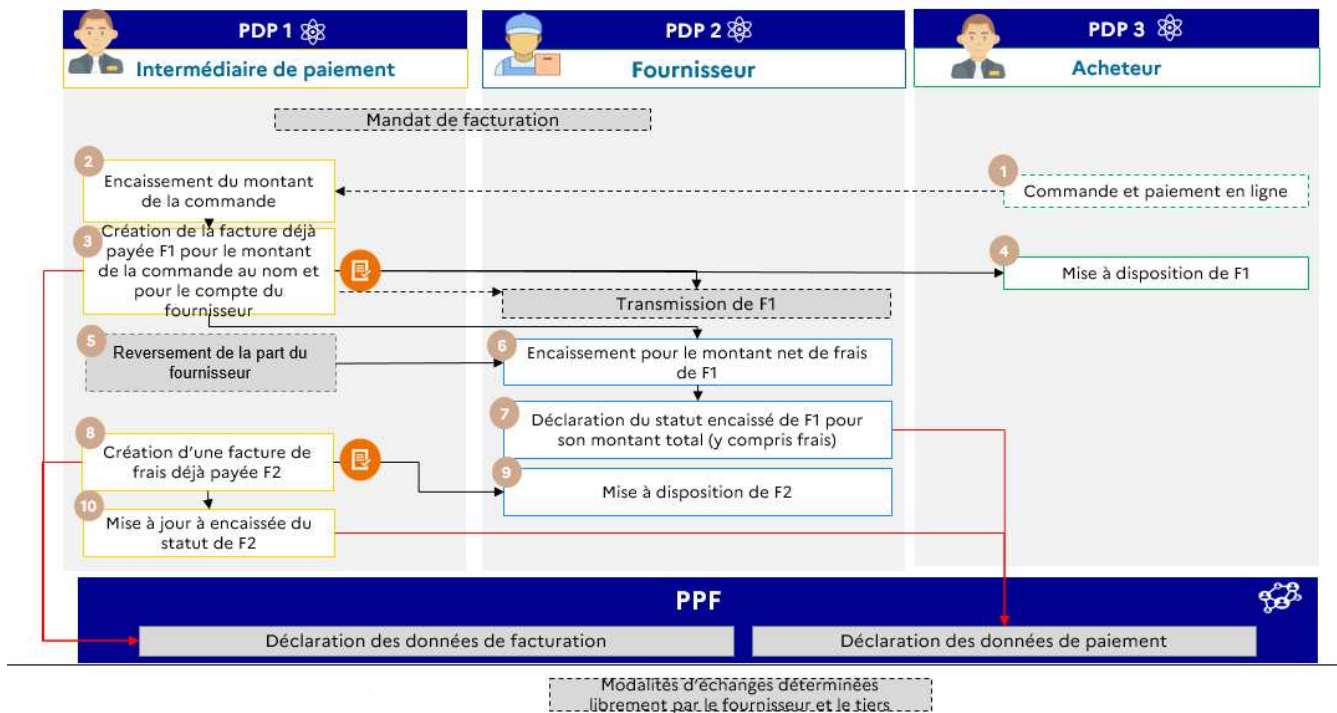 PDP 1
PDP 2
PDP 3
Intermédiaire de paiement
Fournisseur
Acheteur
Mandat de facturation
2
Encaissement du montant
de la commande
1
Commande et paiement en ligne
3
Création de la facture déjà
payée F1 pour le montant
de la commande au nom et
pour le compte du
fournisseur
4
Mise à disposition de F1
Transmission de F1
5
Reversement de la part du
fournisseur
6
Encaissement pour le montant net de frais
de F1
7
Déclaration du statut encaissé de F1 pour
son montant total (y compris frais)
8
Création d'une facture de
frais déjà payée F2
9
Mise à disposition de F2
10
Mise à jour à encaissée du
statut de F2
PPF
Déclaration des données de facturation
Déclaration des données de paiement
Modalités d'échanges déterminées
librement par le fournisseur et le tiers